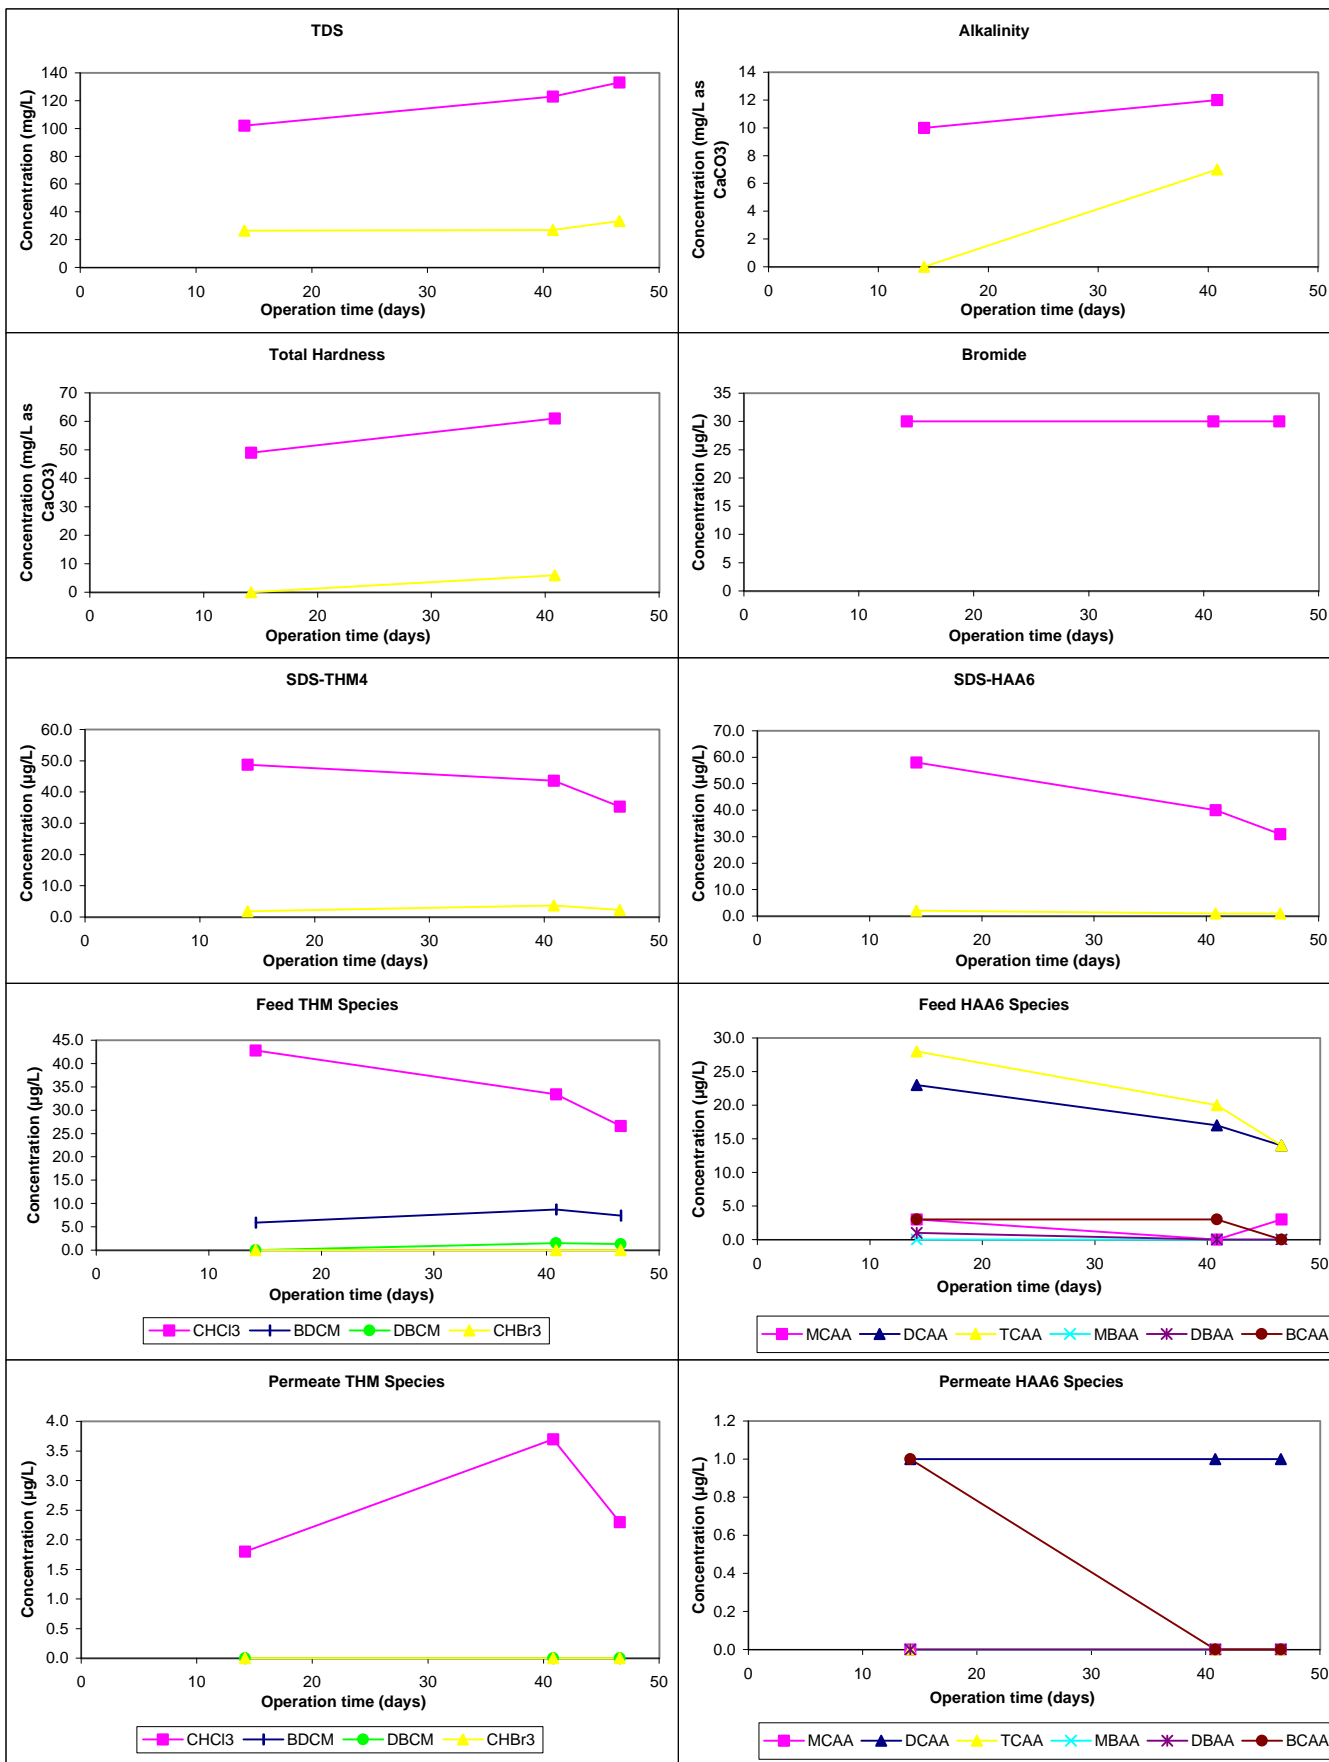 TDS
Concentration (mg/L)
140
120
100
80
60
40
20
0
0 10 20 30 40 50
Operation time (days)
Alkalinity
Concentration (mg/L as
CaCO3)
14
12
10
8
6
4
2
0
0 10 20 30 40 50
Operation time (days)
Total Hardness
Concentration (mg/L as
CaCO3)
70
60
50
40
30
20
10
0
0 10 20 30 40 50
Operation time (days)
Bromide
Concentration (µg/L)
35
30
25
20
15
10
5
0
0 10 20 30 40 50
Operation time (days)
SDS-THM4
Concentration (µg/L)
60.0
50.0
40.0
30.0
20.0
10.0
0.0
0 10 20 30 40 50
Operation time (days)
SDS-HAA6
Concentration (µg/L)
70.0
60.0
50.0
40.0
30.0
20.0
10.0
0.0
0 10 20 30 40 50
Operation time (days)
Feed THM Species
Concentration (µg/L)
45.0
40.0
35.0
30.0
25.0
20.0
15.0
10.0
5.0
0.0
0 10 20 30 40 50
Operation time (days)
CHCl3 BDCM DBCM CHBr3
Feed HAA6 Species
Concentration (µg/L)
30.0
25.0
20.0
15.0
10.0
5.0
0.0
0 10 20 30 40 50
Operation time (days)
MCAA DCAA TCAA MBAA DBAA BCAA
Permeate THM Species
Concentration (µg/L)
4.0
3.5
3.0
2.5
2.0
1.5
1.0
0.5
0.0
0 10 20 30 40 50
Operation time (days)
CHCl3 BDCM DBCM CHBr3
Permeate HAA6 Species
Concentration (µg/L)
1.2
1.0
0.8
0.6
0.4
0.2
0.0
0 10 20 30 40 50
Operation time (days)
MCAA DCAA TCAA MBAA DBAA BCAA